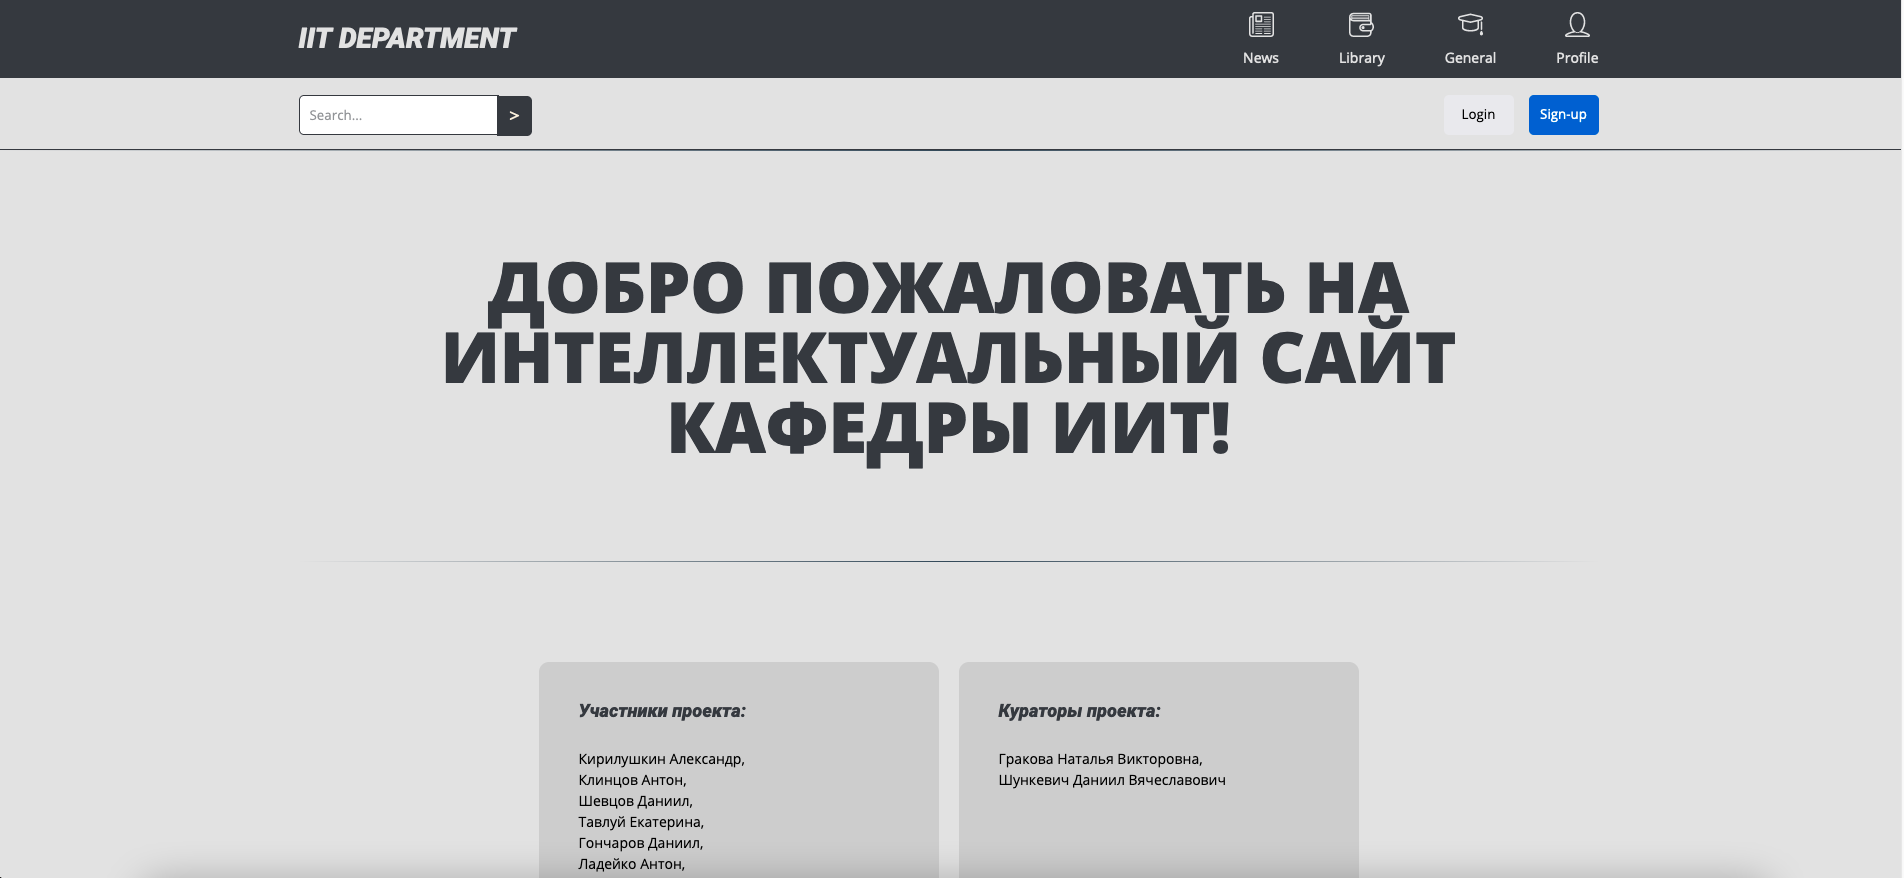 IIT DEPARTMENT
News
Library
General
Profile
Search...
>
Login
Sign-up
ДОБРО ПОЖАЛОВАТЬ НА
ИНТЕЛЛЕКТУАЛЬНЫЙ САЙТ
КАФЕДРЫ ИИТ!
Участники проекта:
Кирилушкин Александр,
Клинцов Антон,
Шевцов Даниил,
Тавлуй Екатерина,
Гончаров Даниил,
Ладейко Антон,
Кураторы проекта:
Гракова Наталья Викторовна,
Шункевич Даниил Вячеславович